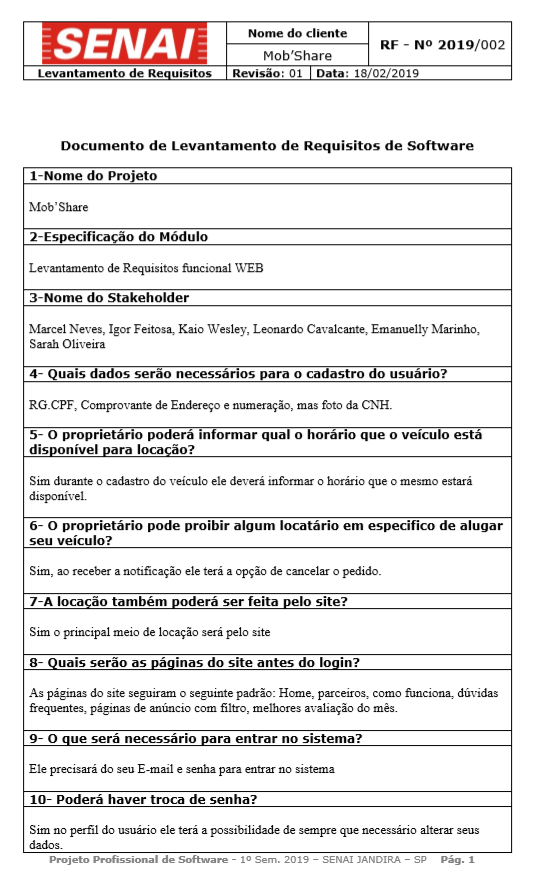 SENAI
Levantamento de Requisitos
Nome do cliente
Mob'Share
RF - Nº 2019/002
Revisão: 01
Data: 18/02/2019
Documento de Levantamento de Requisitos de Software
1-Nome do Projeto
Mob'Share
2-Especificação do Módulo
Levantamento de Requisitos funcional WEB
3-Nome do Stakeholder
Marcel Neves, Igor Feitosa, Kaio Wesley, Leonardo Cavalcante, Emanuelly Marinho,
Sarah Oliveira
4- Quais dados serão necessários para o cadastro do usuário?
RG.CPF, Comprovante de Endereço e numeração, mas foto da CNH.
5- O proprietário poderá informar qual o horário que o veículo está
disponível para locação?
Sim durante o cadastro do veículo ele deverá informar o horário que o mesmo estará
disponível.
6- O proprietário pode proibir algum locatário em especifico de alugar
seu veículo?
Sim, ao receber a notificação ele terá a opção de cancelar o pedido.
7-A locação também poderá ser feita pelo site?
Sim o principal meio de locação será pelo site
8- Quais serão as páginas do site antes do login?
As páginas do site seguiram o seguinte padrão: Home, parceiros, como funciona, dúvidas
frequentes, páginas de anúncio com filtro, melhores avaliação do mês.
9- O que será necessário para entrar no sistema?
Ele precisará do seu E-mail e senha para entrar no sistema
10- Poderá haver troca de senha?
Sim no perfil do usuário ele terá a possibilidade de sempre que necessário alterar seus
dados.
Projeto Profissional de Software - 1º Sem. 2019 – SENAI JANDIRA – SP Pág. 1